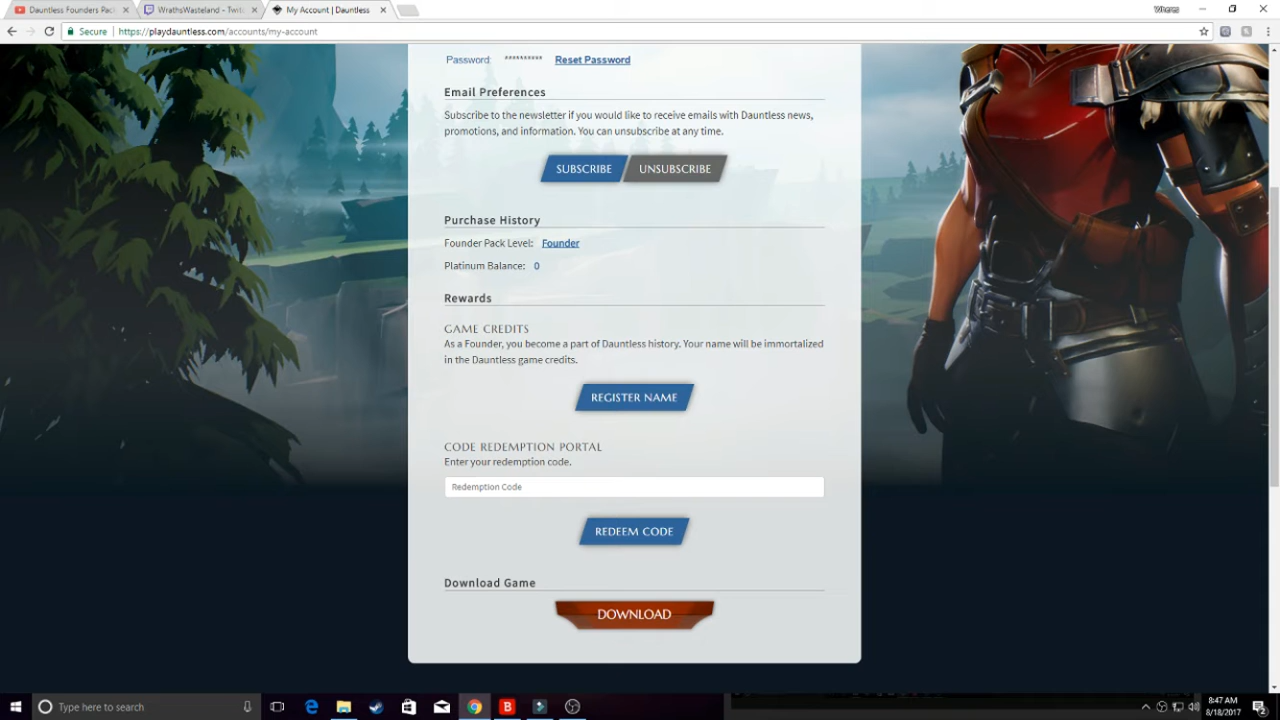 Dauntless Founders Pac
WrathsWasteland - Twit
My Account | Dauntless
Secure | https://playdauntless.com/accounts/my-account
Password: ********** Reset Password
Email Preferences
Subscribe to the newsletter if you would like to receive emails with Dauntless news,
promotions, and information. You can unsubscribe at any time.
SUBSCRIBE UNSUBSCRIBE
Purchase History
Founder Pack Level: Founder
Platinum Balance: 0
Rewards
GAME CREDITS
As a Founder, you become a part of Dauntless history. Your name will be immortalized
in the Dauntless game credits.
REGISTER NAME
CODE REDEMPTION PORTAL
Enter your redemption code.
Redemption Code
REDEEM CODE
Download Game
DOWNLOAD
Type here to search
B
8:47 AM
8/18/2017
2